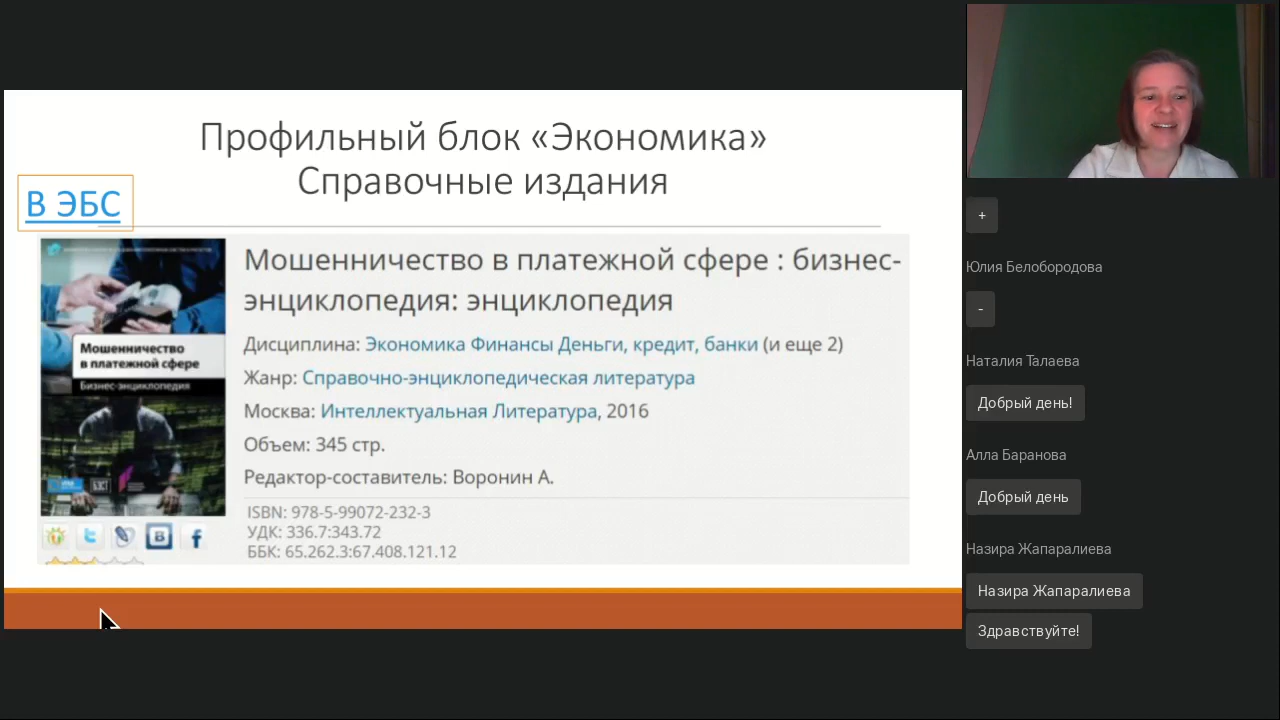 Профильный блок «Экономика»
Справочные издания
В ЭБС
Мошенничество
в платежной сфере
Бизнес-энциклопедия
Мошенничество в платежной сфере : бизнес-
энциклопедия: энциклопедия
Дисциплина: Экономика Финансы Деньги, кредит, банки (и еще 2)
Жанр: Справочно-энциклопедическая литература
Москва: Интеллектуальная Литература, 2016
Объем: 345 стр.
Редактор-составитель: Воронин А.
ISBN: 978-5-99072-232-3
УДК: 336.7:343.72
ББК: 65.262.3:67.408.121.12
+
Юлия Белобородова
-
Наталия Талаева
Добрый день!
Алла Баранова
Добрый день
Назира Жапаралиева
Назира Жапаралиева
Здравствуйте!